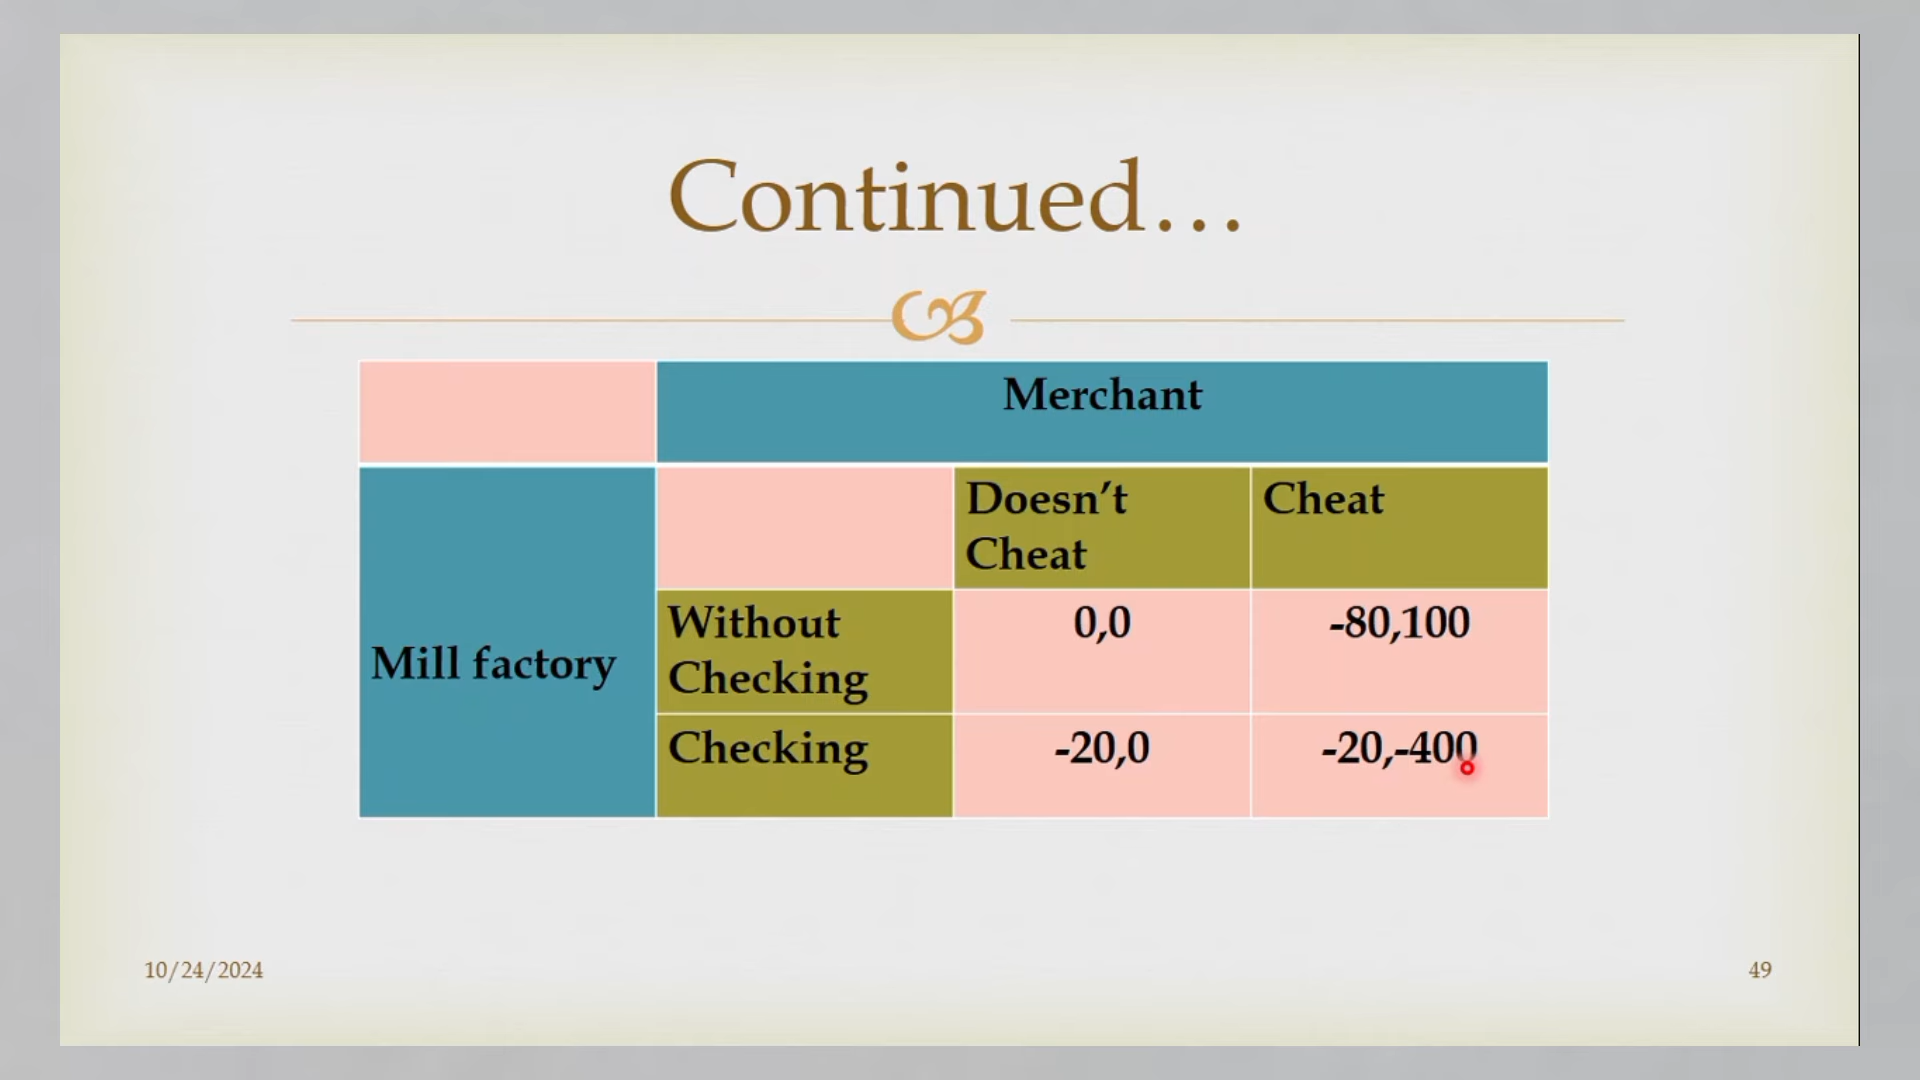 Continued…
Merchant
Doesn’t
Cheat
Cheat
Mill factory
Without
Checking
0,0
-80,100
Checking
-20,0
-20,-400
10/24/2024
49